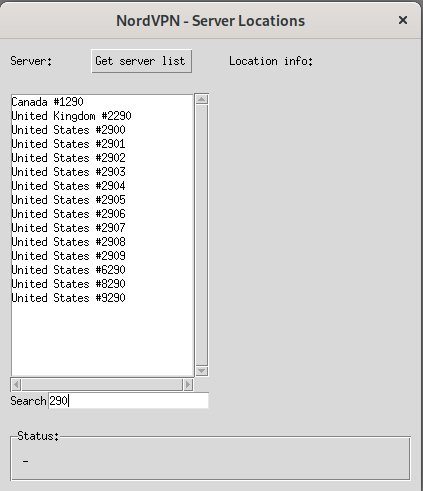 NordVPN - Server Locations ×
Server: Get server list Location info:
Canada #1290
United Kingdom #2290
United States #2900
United States #2901
United States #2902
United States #2903
United States #2904
United States #2905
United States #2906
United States #2907
United States #2908
United States #2909
United States #6290
United States #8290
United States #9290
Search 290
Status:
-